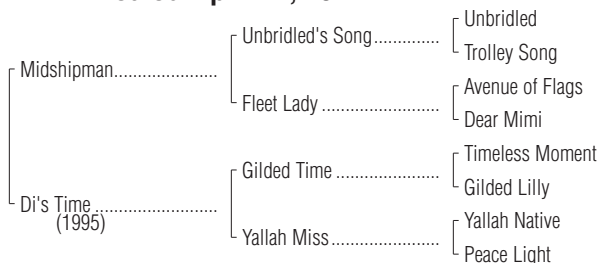 Unbridled
Unbridled's Song..............
Trolley Song
Midshipman.......................
Avenue of Flags
Fleet Lady ..........................
Dear Mimi
Timeless Moment
Gilded Time .......................
Gilded Lilly
Di's Time ...........................
(1995)
Yallah Native
Yallah Miss........................
Peace Light